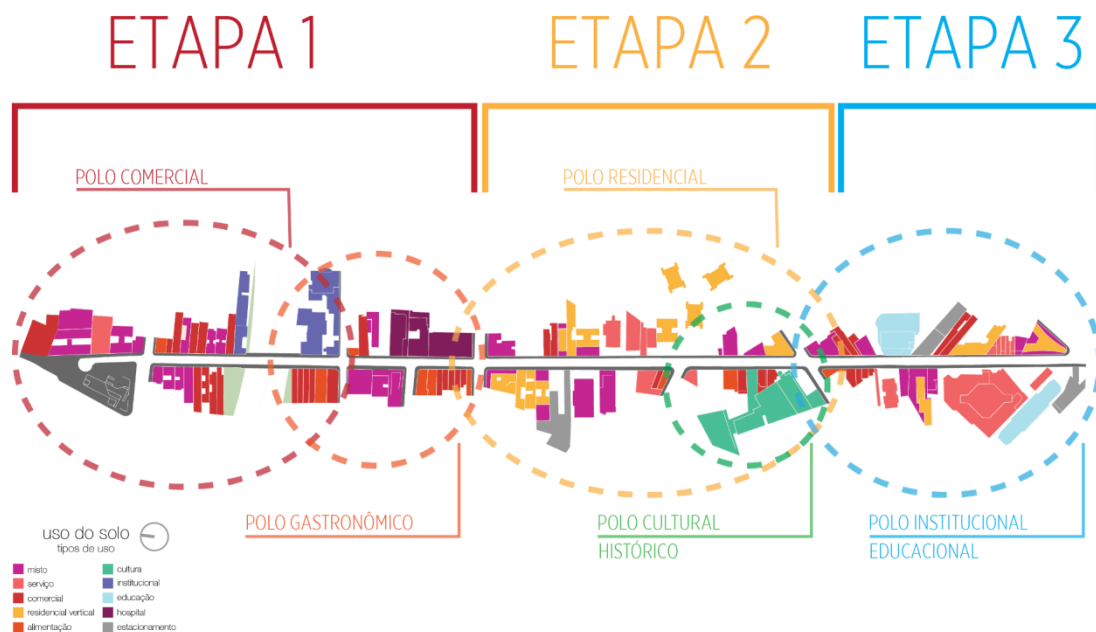 ETAPA 1
ETAPA 2
ETAPA 3
POLO COMERCIAL
POLO RESIDENCIAL
POLO GASTRONÔMICO
POLO CULTURAL
HISTÓRICO
POLO INSTITUCIONAL
EDUCACIONAL
uso do solo
tipos de uso
misto
serviço
comercial
residencial vertical
alimentação
cultura
institucional
educação
hospital
estacionamento